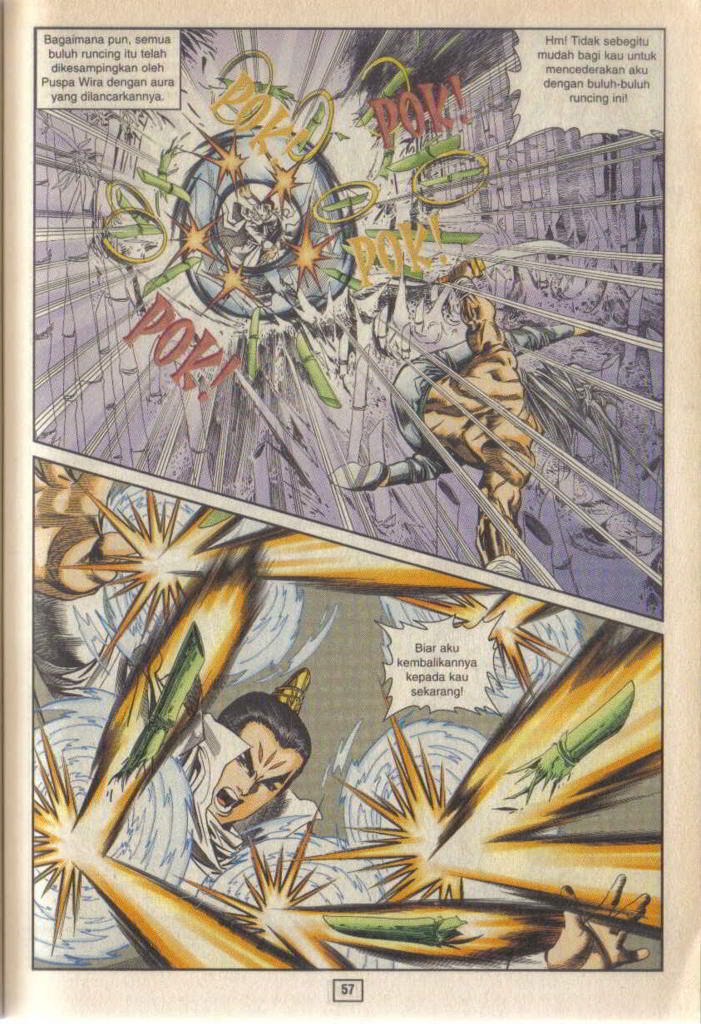 Bagaimana pun, semua
buluh runcing itu telah
dikesampingkan oleh
Puspa Wira dengan aura
yang dilancarkannya.
Hm! Tidak sebegitu
mudah bagi kau untuk
mencederakan aku
dengan buluh-buluh
runcing ini!
POK!
POK!
POK!
POK!
Biar aku
kembalikannya
kepada kau
sekarang!
57